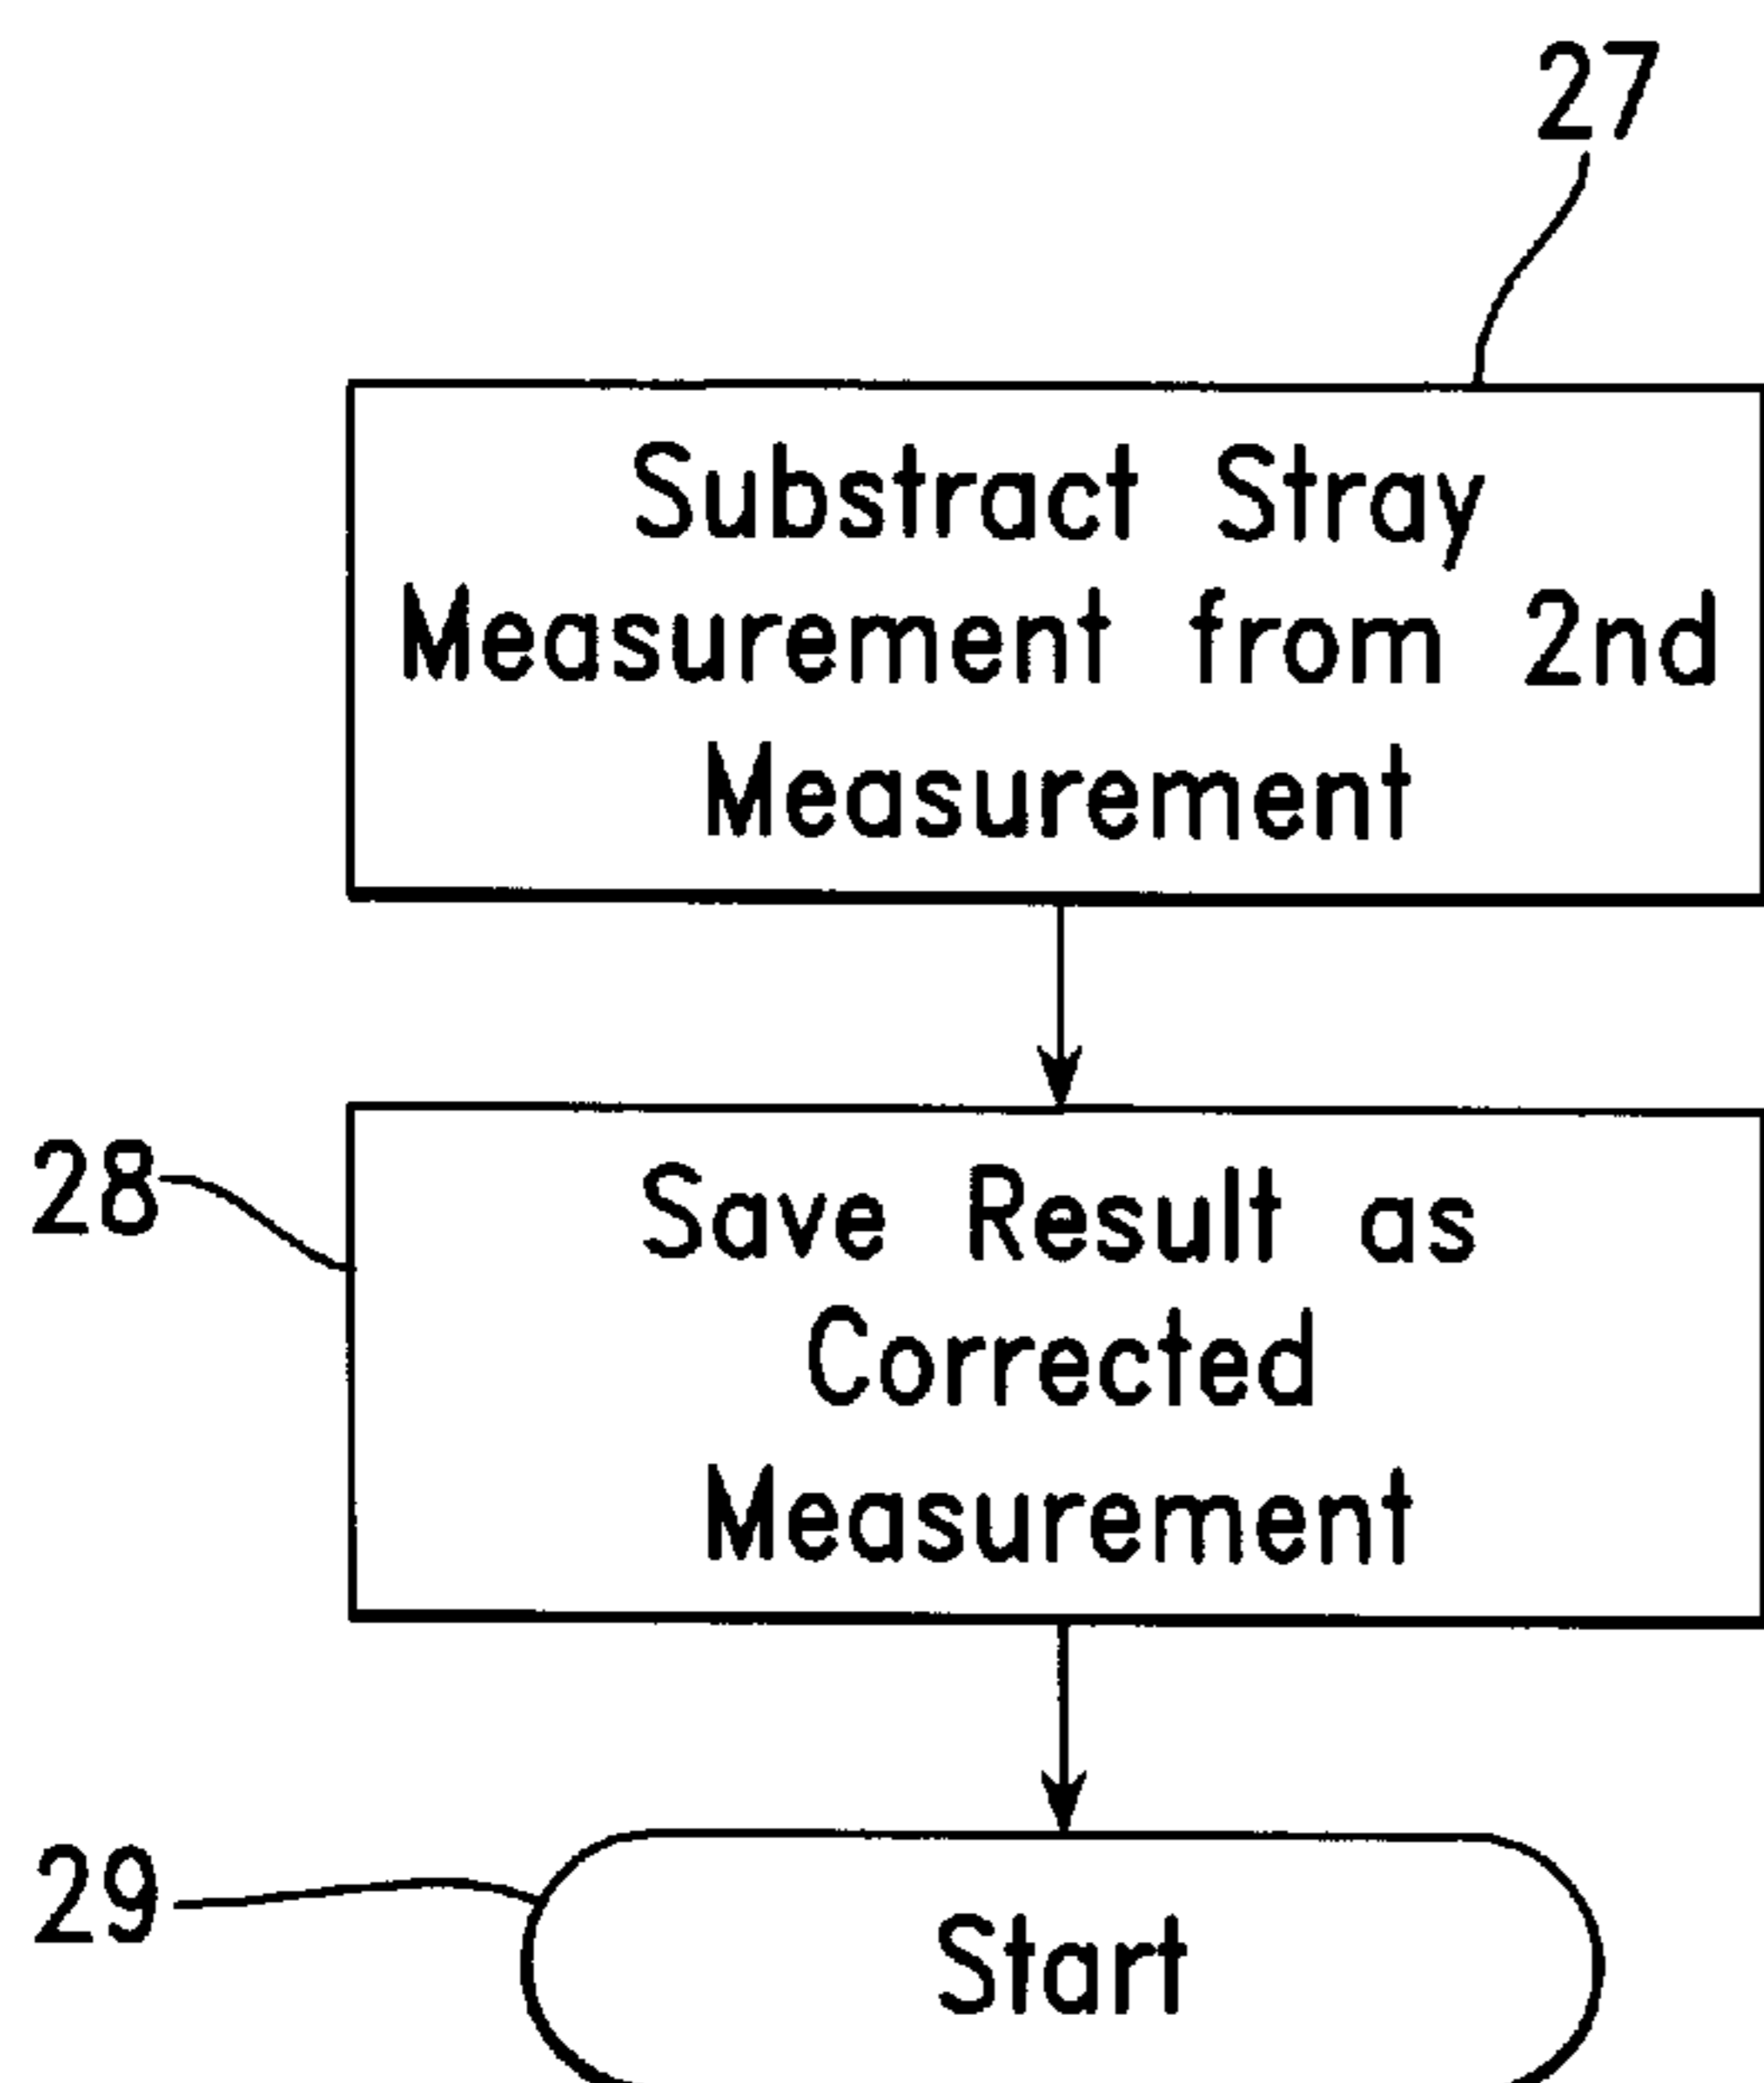 27
Substract Stray
Measurement from 2nd
Measurement
28
Save Result as
Corrected
Measurement
29
Start